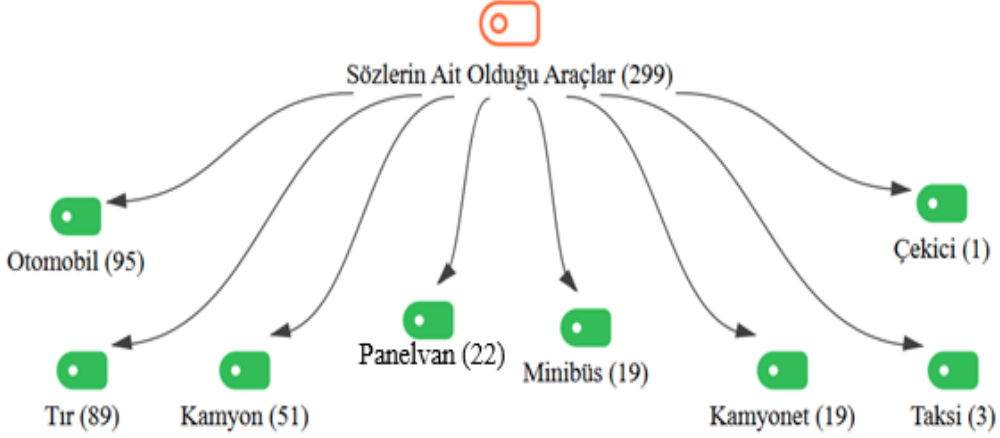 Sözlerin Ait Olduğu Araçlar (299)
Otomobil (95)
Çekici (1)
Panelvan (22)
Minibüs (19)
Tır (89)
Kamyon (51)
Kamyonet (19)
Taksi (3)